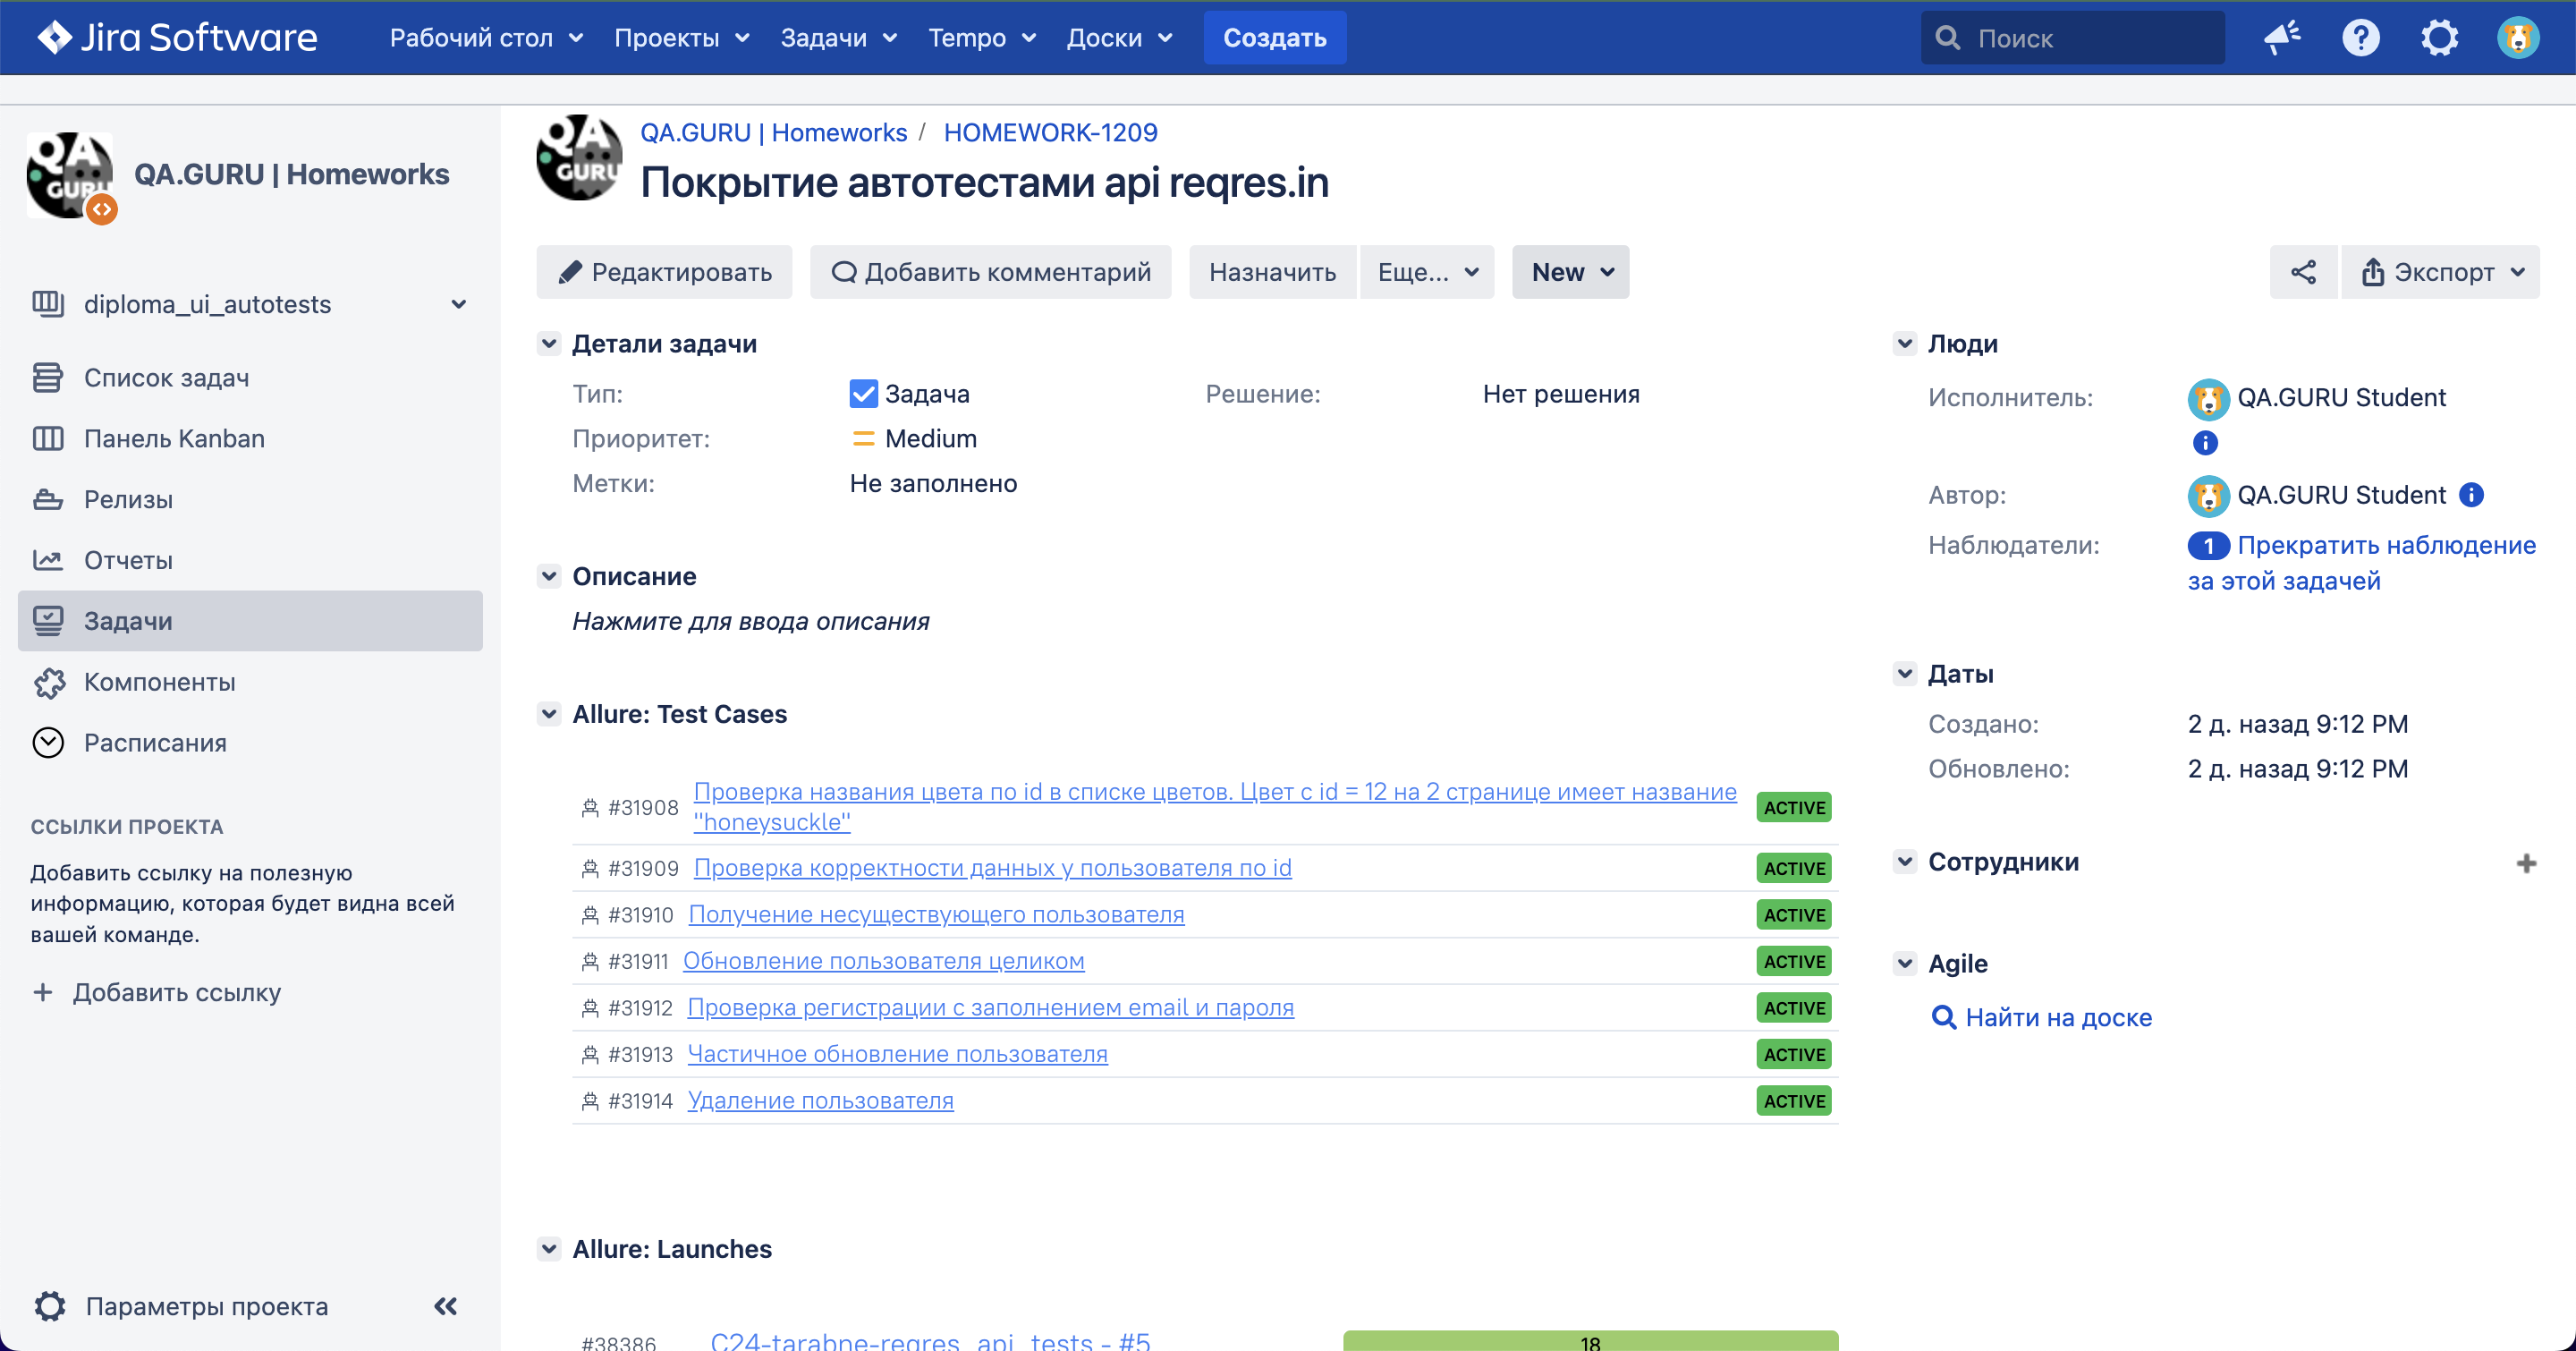 Jira Software
Рабочий стол
Проекты
Задачи
Tempo
Доски
Создать
Поиск
QA GURU
QA.GURU | Homeworks
diploma_ui_autotests
Список задач
Панель Kanban
Релизы
Отчеты
Задачи
Компоненты
Расписания
ССЫЛКИ ПРОЕКТА
Добавить ссылку на полезную
информацию, которая будет видна всей
вашей команде.
+ Добавить ссылку
Параметры проекта
QA GURU
QA.GURU | Homeworks / HOMEWORK-1209
Покрытие автотестами api reqres.in
Редактировать
Добавить комментарий
Назначить
Еще...
New
Экспорт
Детали задачи
Тип: Задача
Решение: Нет решения
Приоритет: Medium
Метки: Не заполнено
Описание
Нажмите для ввода описания
Allure: Test Cases
#31908 Проверка названия цвета по id в списке цветов. Цвет с id = 12 на 2 странице имеет название
"honeysuckle" ACTIVE
#31909 Проверка корректности данных у пользователя по id ACTIVE
#31910 Получение несуществующего пользователя ACTIVE
#31911 Обновление пользователя целиком ACTIVE
#31912 Проверка регистрации с заполнением email и пароля ACTIVE
#31913 Частичное обновление пользователя ACTIVE
#31914 Удаление пользователя ACTIVE
Allure: Launches
#38386 C24-tarabne-reqres_api_tests - #5 18
Люди
Исполнитель: QA.GURU Student
Автор: QA.GURU Student
Наблюдатели: 1 Прекратить наблюдение
за этой задачей
Даты
Создано: 2 д. назад 9:12 PM
Обновлено: 2 д. назад 9:12 PM
Сотрудники
Agile
Найти на доске